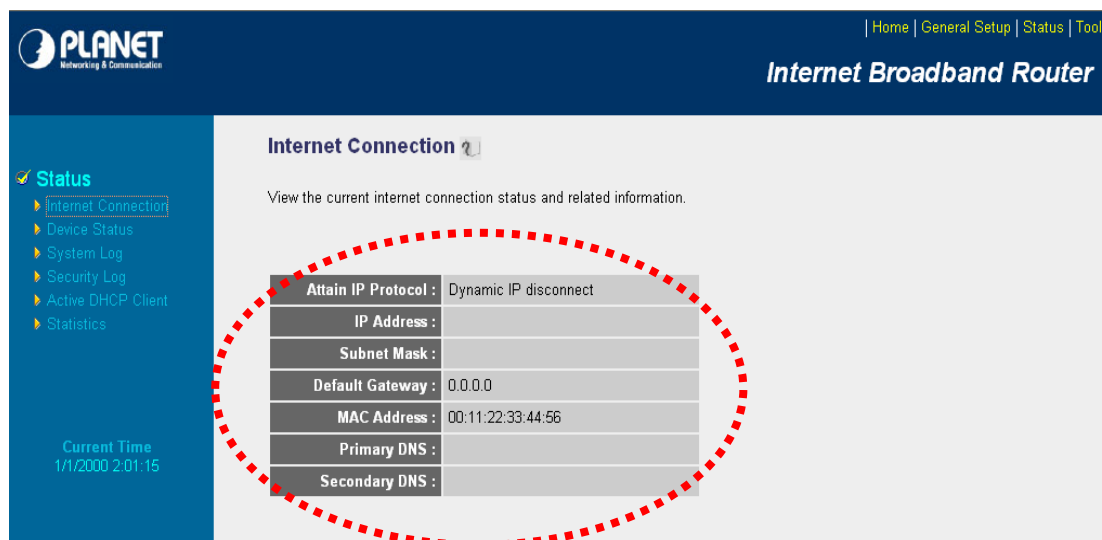 PLANET
Networking & Communication
| Home | General Setup | Status | Tool
Internet Broadband Router
Status
Internet Connection
Device Status
System Log
Security Log
Active DHCP Client
Statistics
Current Time
1/1/2000 2:01:15
Internet Connection
View the current internet connection status and related information.
Attain IP Protocol : Dynamic IP disconnect
IP Address :
Subnet Mask :
Default Gateway : 0.0.0.0
MAC Address : 00:11:22:33:44:56
Primary DNS :
Secondary DNS :